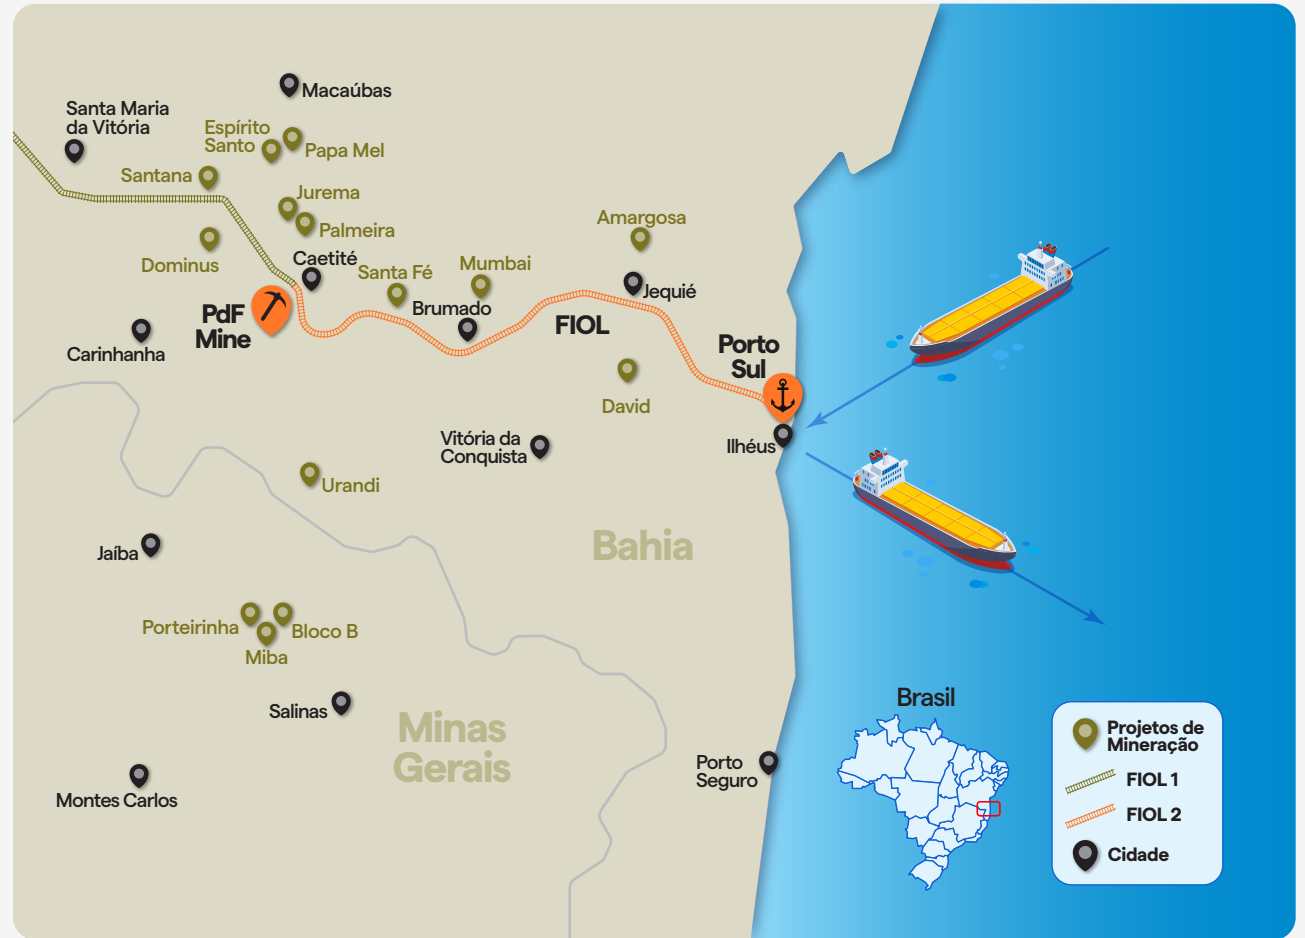 Macaúbas
Santa Maria
da Vitória
Espírito
Santo
Papa Mel
Santana
Jurema
Palmeira
Amargosa
Dominus
Caetité
Santa Fé
Mumbai
Jequié
PdF
Mine
Brumado
FIOL
Carinhanha
Porto
Sul
David
Ilhéus
Vitória da
Conquista
Urandi
Bahia
Jaíba
Porteirinha
Bloco B
Miba
Salinas
Minas
Gerais
Montes Carlos
Porto
Seguro
Brasil
Projetos de
Mineração
FIOL 1
FIOL 2
Cidade